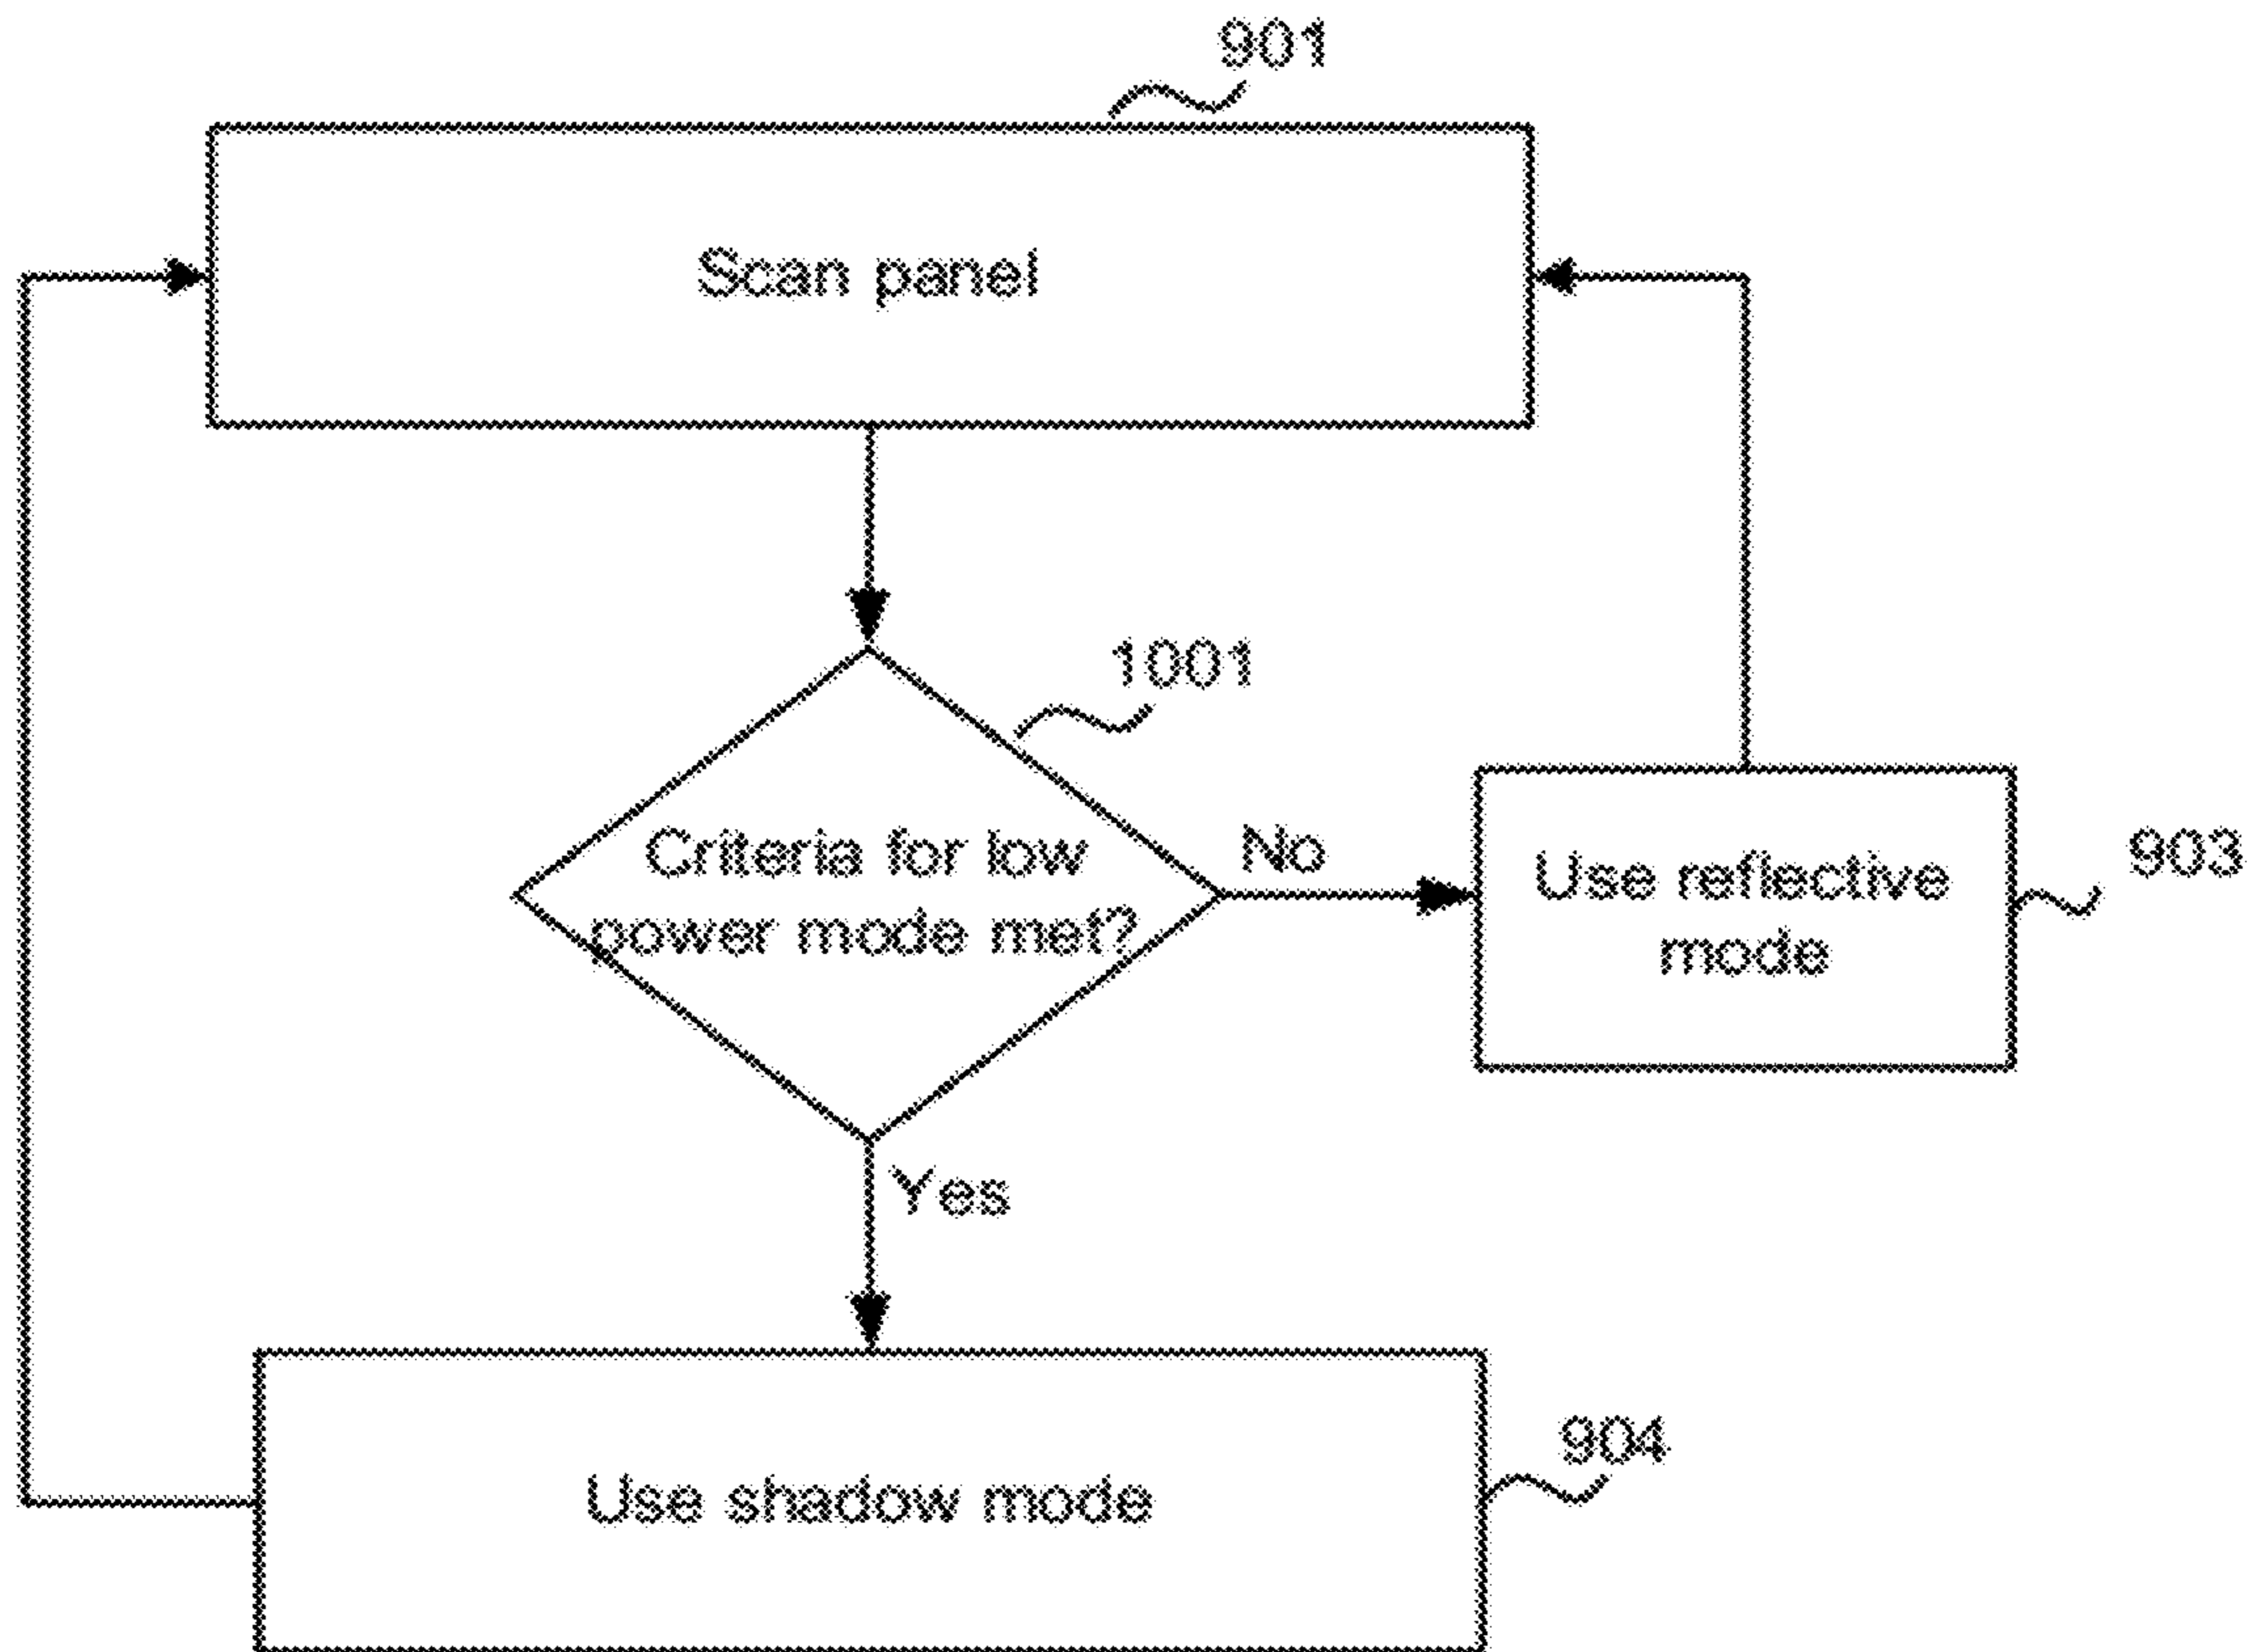 901
Scan panel
1001
Criteria for low
power mode met?
No
Use reflective
mode
903
Yes
904
Use shadow mode